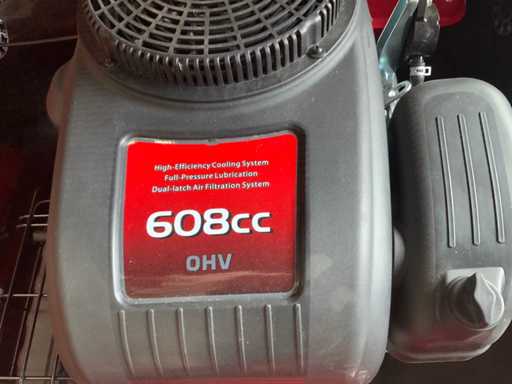 High-Efficiency Cooling System
Full-Pressure Lubrication
Dual-latch Air Filtration System
608cc
OHV